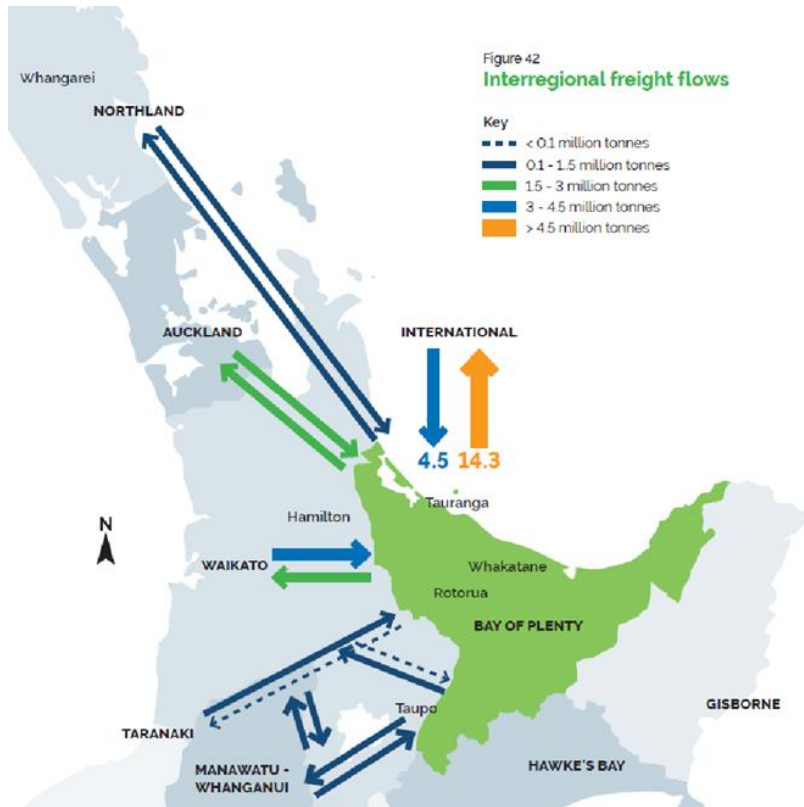 Figure 42
Interregional freight flows
Key
< 0.1 million tonnes
0.1 - 1.5 million tonnes
1.5 - 3 million tonnes
3 - 4.5 million tonnes
> 4.5 million tonnes
Whangarei
NORTHLAND
AUCKLAND
INTERNATIONAL
4.5 14.3
Tauranga
Hamilton
N
WAIKATO
Whakatane
Rotorua
BAY OF PLENTY
Taupo
GISBORNE
TARANAKI
MANAWATU -
WHANGANUI
HAWKE'S BAY